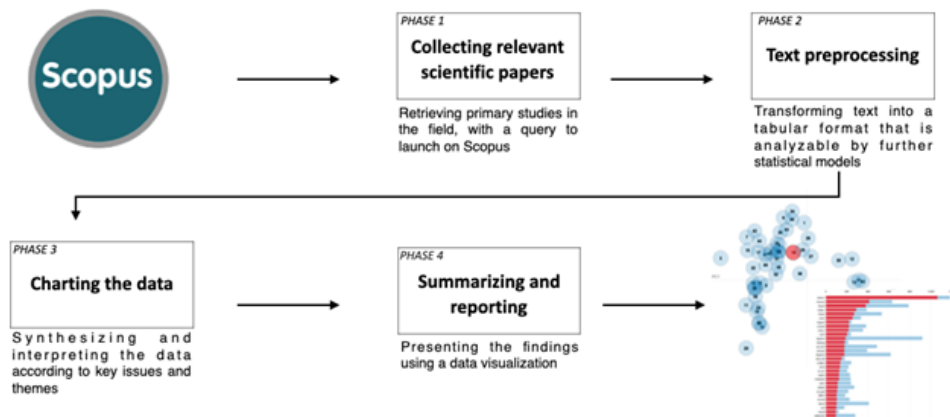 Scopus
PHASE 1
Collecting relevant
scientific papers
Retrieving primary studies
in the field, with a query to
launch on Scopus
PHASE 2
Text preprocessing
Transforming text into a
tabular format that is
analyzable by further
statistical models
PHASE 3
Charting the data
Synthesizing and
interpreting the data
according to key issues and
themes
PHASE 4
Summarizing and
reporting
Presenting the findings
using a data visualization